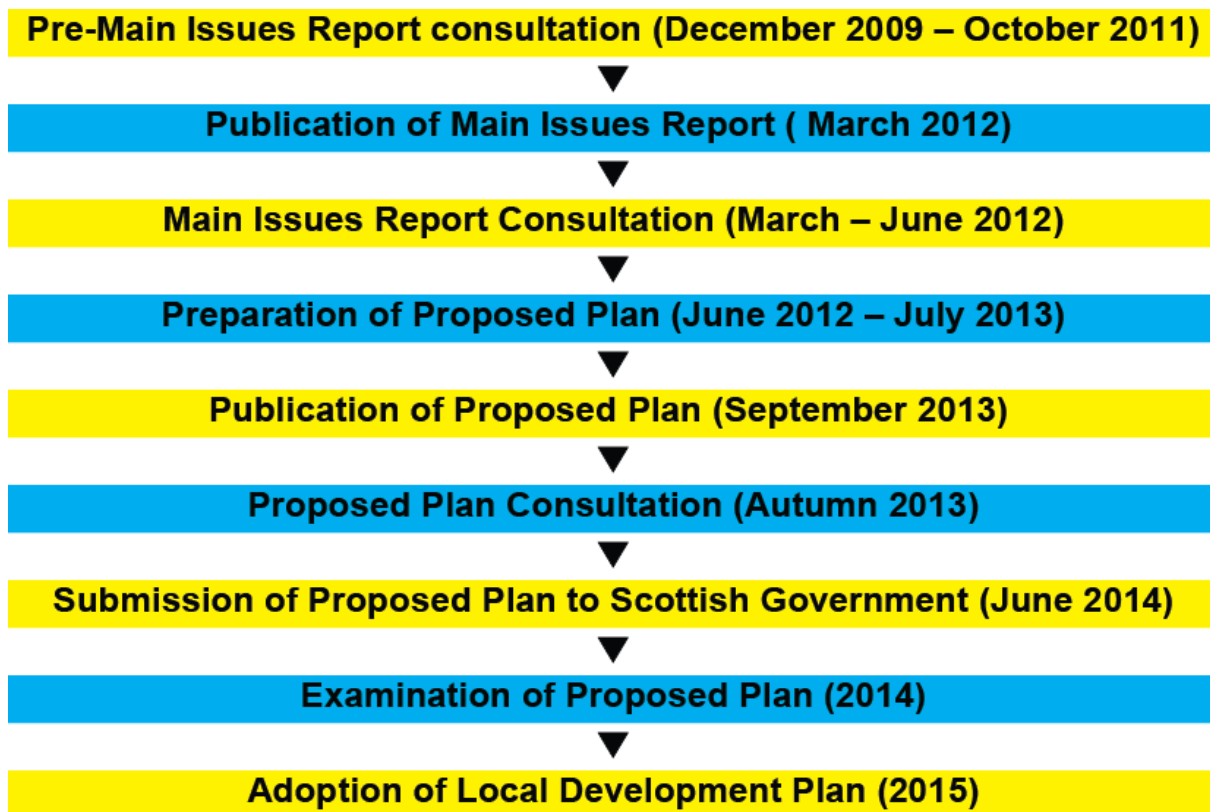 Pre-Main Issues Report consultation (December 2009 – October 2011)
Publication of Main Issues Report ( March 2012)
Main Issues Report Consultation (March – June 2012)
Preparation of Proposed Plan (June 2012 – July 2013)
Publication of Proposed Plan (September 2013)
Proposed Plan Consultation (Autumn 2013)
Submission of Proposed Plan to Scottish Government (June 2014)
Examination of Proposed Plan (2014)
Adoption of Local Development Plan (2015)